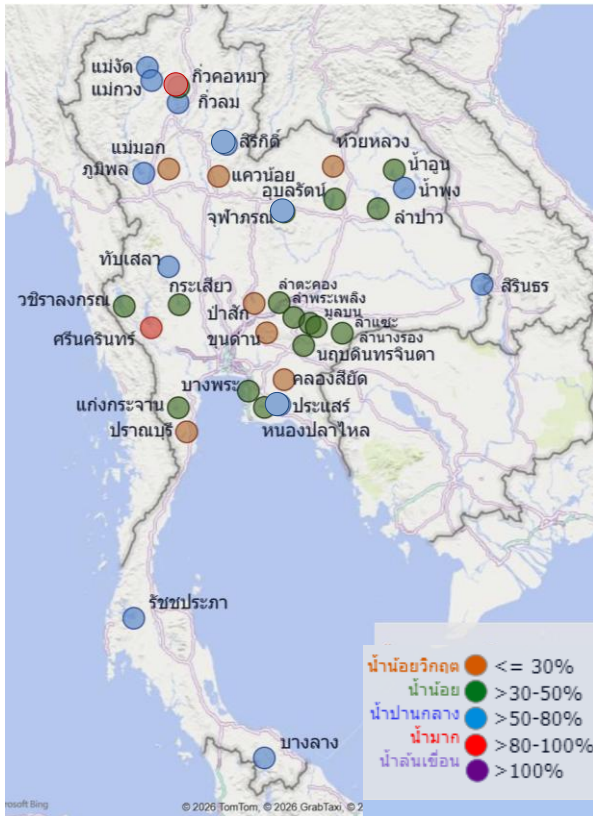 แม่งัด
แม่กวง
กิ่วคอหมา
กิ่วลม
สิริกิติ์
แม่มอก
ภูมิพล
แควน้อย
ห้วยหลวง
อุบลรัตน์
น้ำอูน
น้ำพุง
จุฬาภรณ์
ลำปาว
ทับเสลา
สิรินธร
วชิราลงกรณ
กระเสียว
ป่าสัก
ลำตะคอง
ลำพระเพลิง
มูลบน
ลำแชะ
ศรีนครินทร์
ขุนด่าน
ลำนางรอง
นฤบดินทรจินดา
คลองสียัด
บางพระ
ประแสร์
แก่งกระจาน
หนองปลาไหล
ปราณบุรี
รัชชประภา
บางลาง
น้ำน้อยวิกฤต <= 30%
น้ำน้อย >30-50%
น้ำปานกลาง >50-80%
น้ำมาก >80-100%
น้ำล้นเขื่อน >100%
rosoft Bing
© 2026 TomTom, © 2026 GrabTaxi, © 2